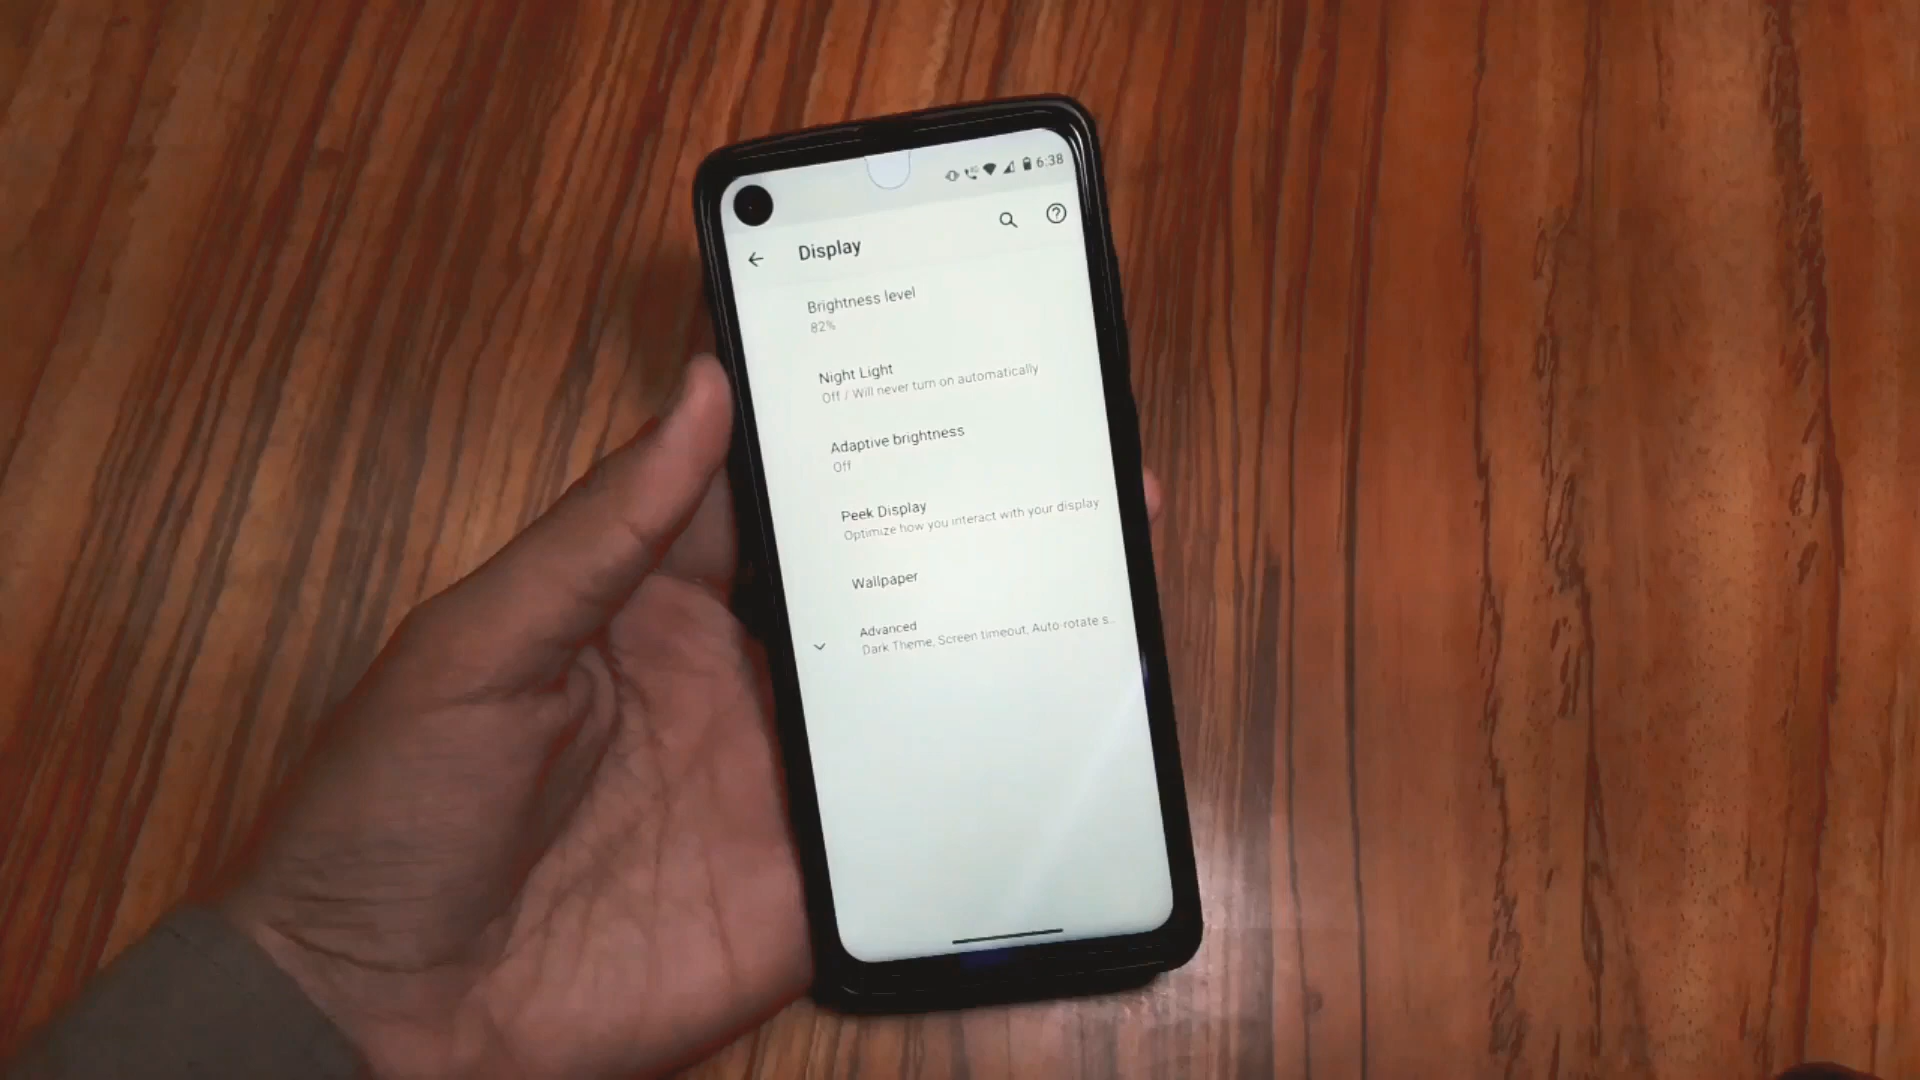 6:38
Display
Brightness level
82%
Night Light
Off / Will never turn on automatically
Adaptive brightness
Off
Peek Display
Optimize how you interact with your display
Wallpaper
Advanced
Dark Theme, Screen timeout, Auto-rotate s..